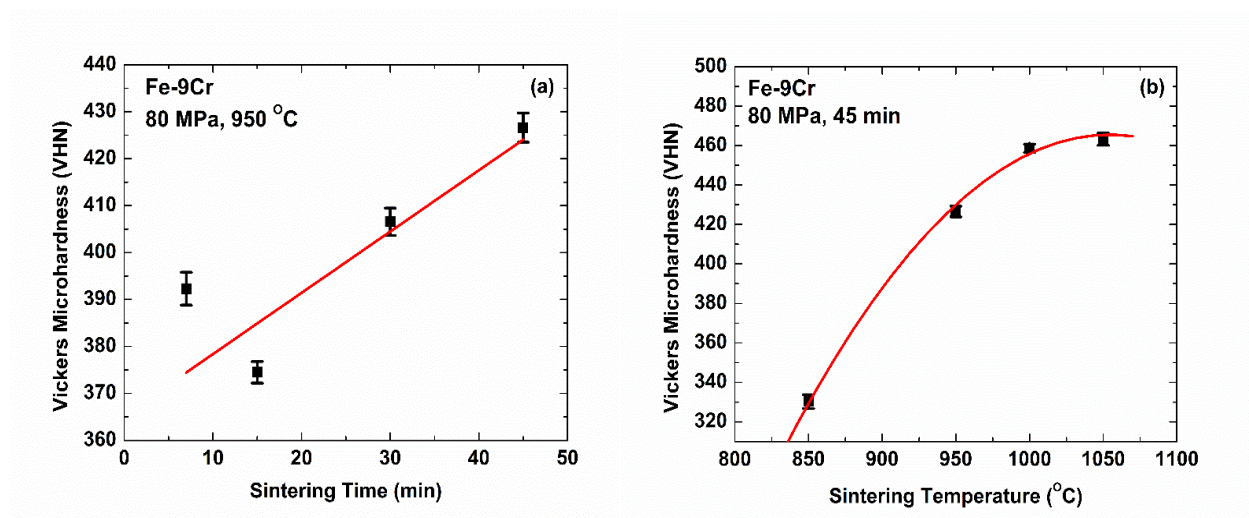 Fe-9Cr
80 MPa, 950 °C
(a)
Vickers Microhardness (VHN)
440
430
420
410
400
390
380
370
360
0 10 20 30 40 50
Sintering Time (min)
Fe-9Cr
80 MPa, 45 min
(b)
Vickers Microhardness (VHN)
500
480
460
440
420
400
380
360
340
320
800 850 900 950 1000 1050 1100
Sintering Temperature (°C)